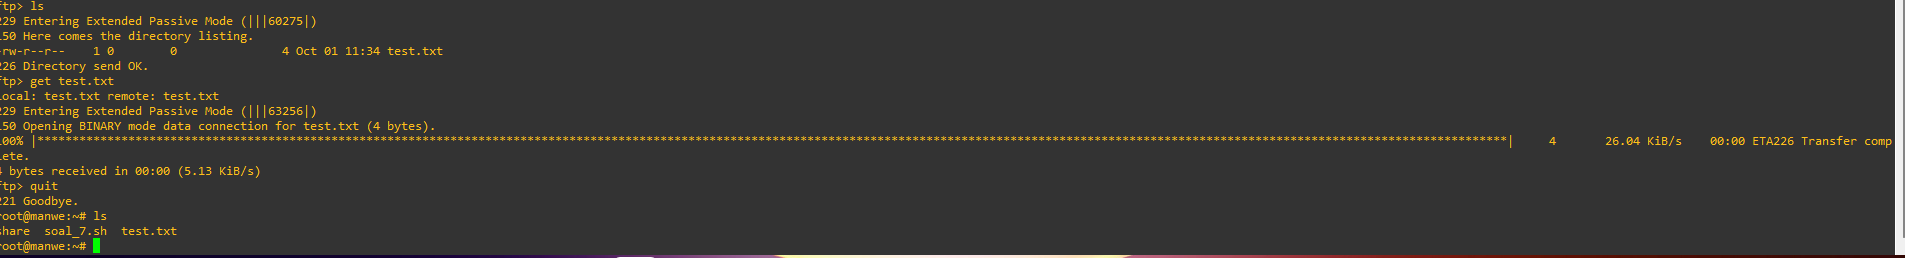 ftp> ls
229 Entering Extended Passive Mode (|||60275|)
150 Here comes the directory listing.
-rw-r--r--    1 0        0               4 Oct 01 11:34 test.txt
226 Directory send OK.
ftp> get test.txt
local: test.txt remote: test.txt
229 Entering Extended Passive Mode (|||63256|)
150 Opening BINARY mode data connection for test.txt (4 bytes).
100% |***********************************************************************************************************************************************************************************************************************| 4 26.04 KiB/s 00:00 ETA226 Transfer comp
lete.
4 bytes received in 00:00 (5.13 KiB/s)
ftp> quit
221 Goodbye.
root@manwe:~# ls
share  soal_7.sh  test.txt
root@manwe:~#